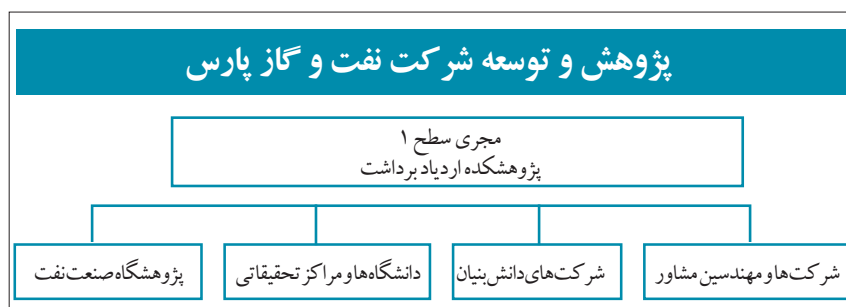 پژوهش و توسعه شرکت نفت و گاز پارس
مجری سطح ۱
پژوهشکده اردیاد برداشت
شرکت‌ها و مهندسین مشاور
شرکت‌های دانش‌بنیان
دانشگاه‌ها و مراکز تحقیقاتی
پژوهشگاه صنعت نفت